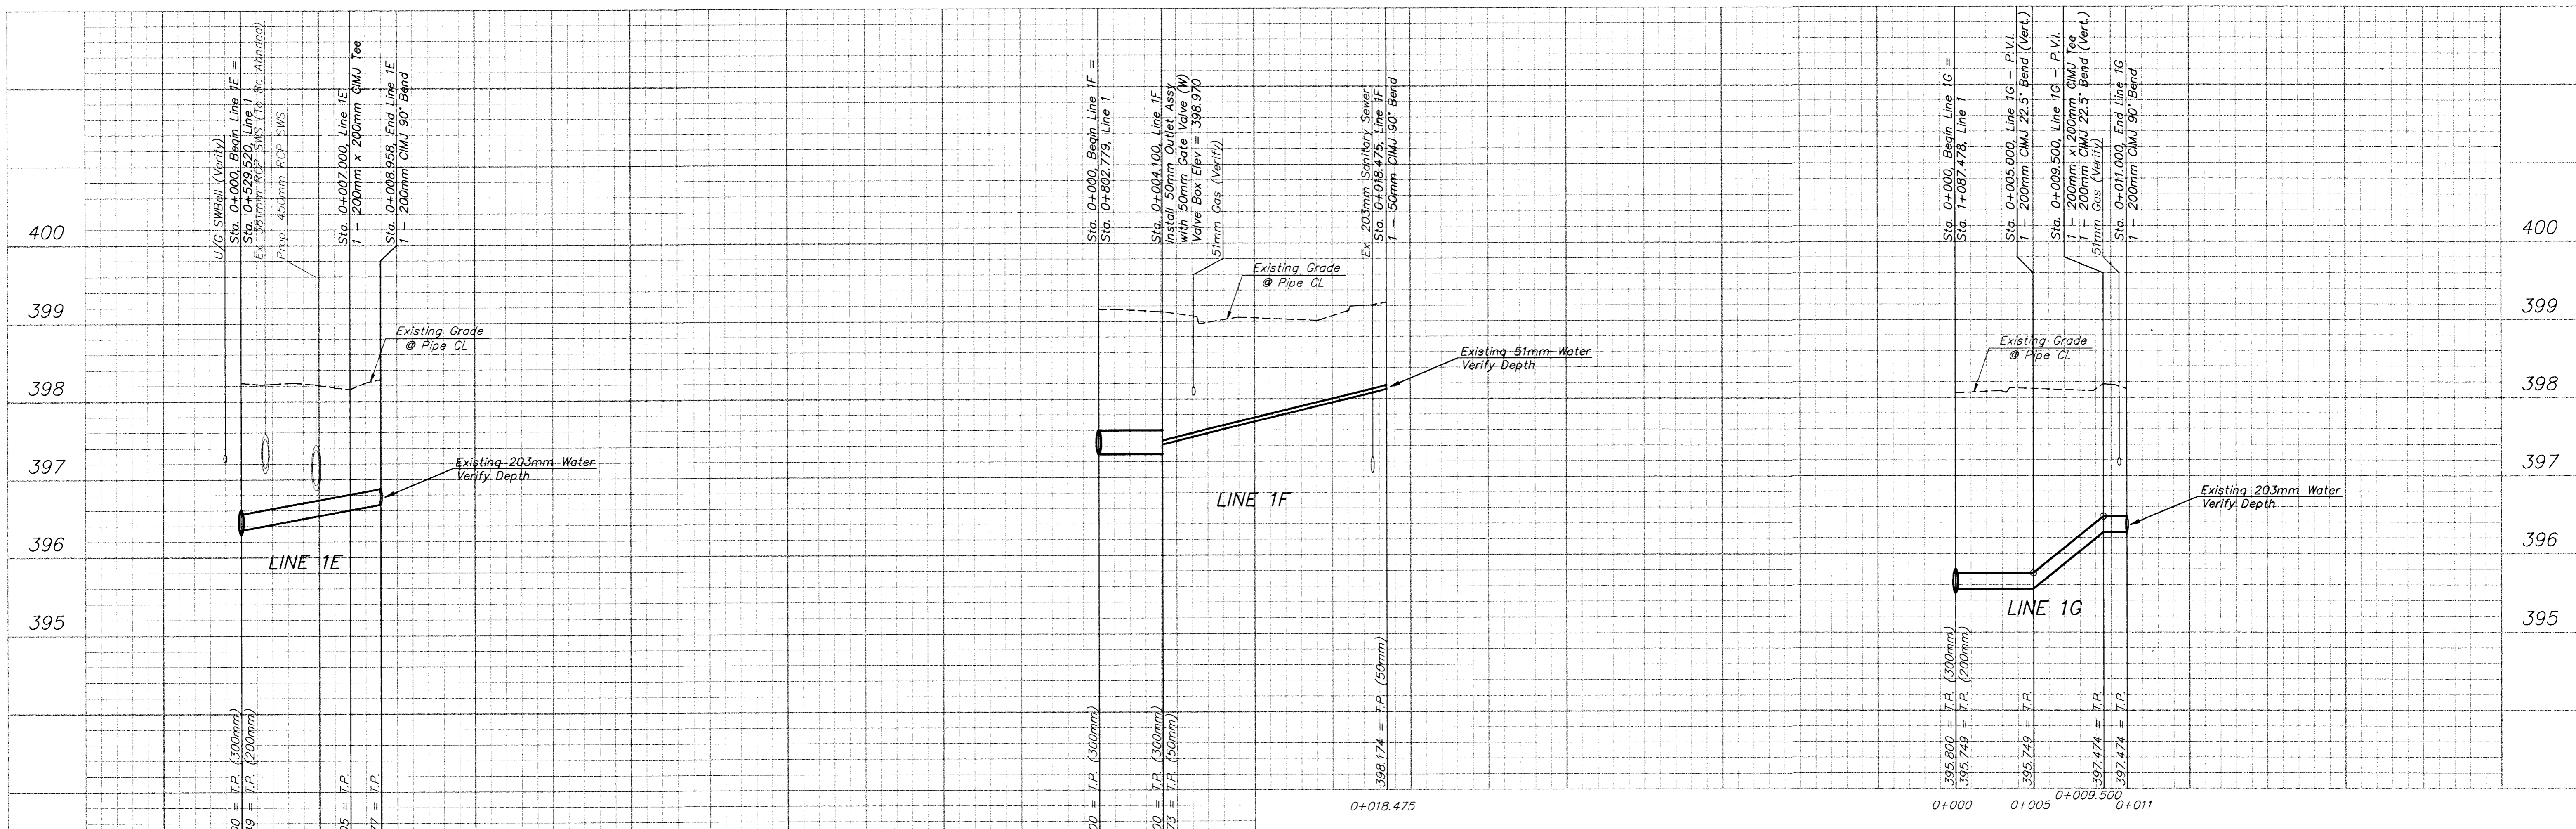 U/G SWBell (Verify)
Sta. 0+000, Begin Line 1E =
Sta. 0+529.520, Line 1
Ex. 381mm RCP SWS (To Be Abanded)
Prop. 450mm RCP SWS
Sta. 0+007.000, Line 1E
1 - 200mm x 200mm CIMJ Tee
Sta. 0+008.958, End Line 1E
1 - 200mm CIMJ 90° Bend
Sta. 0+000, Begin Line 1F =
Sta. 0+802.779, Line 1
Sta. 0+004.100, Line 1F
Install 50mm Outlet Assy
with 50mm Gate Valve (W)
Valve Box Elev = 398.970
51mm Gas (Verify)
Ex. 203mm Sanitary Sewer
Sta. 0+018.475, Line 1F
1 - 50mm CIMJ 90° Bend
Sta. 0+000, Begin Line 1G =
Sta. 1+087.478, Line 1
Sta. 0+005.000, Line 1G - P.V.I.
1 - 200mm CIMJ 22.5° Bend (Vert.)
Sta. 0+009.500, Line 1G - P.V.I.
1 - 200mm x 200mm CIMJ Tee
1 - 200mm CIMJ 22.5° Bend (Vert.)
51mm Gas (Verify)
Sta. 0+011.000, End Line 1G
1 - 200mm CIMJ 90° Bend
400
400
399
399
398
398
397
397
396
396
395
395
Existing Grade
@ Pipe CL
Existing 203mm Water
Verify Depth
LINE 1E
Existing Grade
@ Pipe CL
Existing 51mm Water
Verify Depth
LINE 1F
Existing Grade
@ Pipe CL
Existing 203mm Water
Verify Depth
LINE 1G
00 = T.P. (300mm)
49 = T.P. (200mm)
05 = T.P.
77 = T.P.
00 = T.P. (300mm)
00 = T.P. (300mm)
73 = T.P. (50mm)
398.174 = T.P. (50mm)
0+018.475
395.800 = T.P. (300mm)
395.749 = T.P. (200mm)
395.749 = T.P.
397.474 = T.P.
397.474 = T.P.
0+000
0+005
0+009.500
0+011